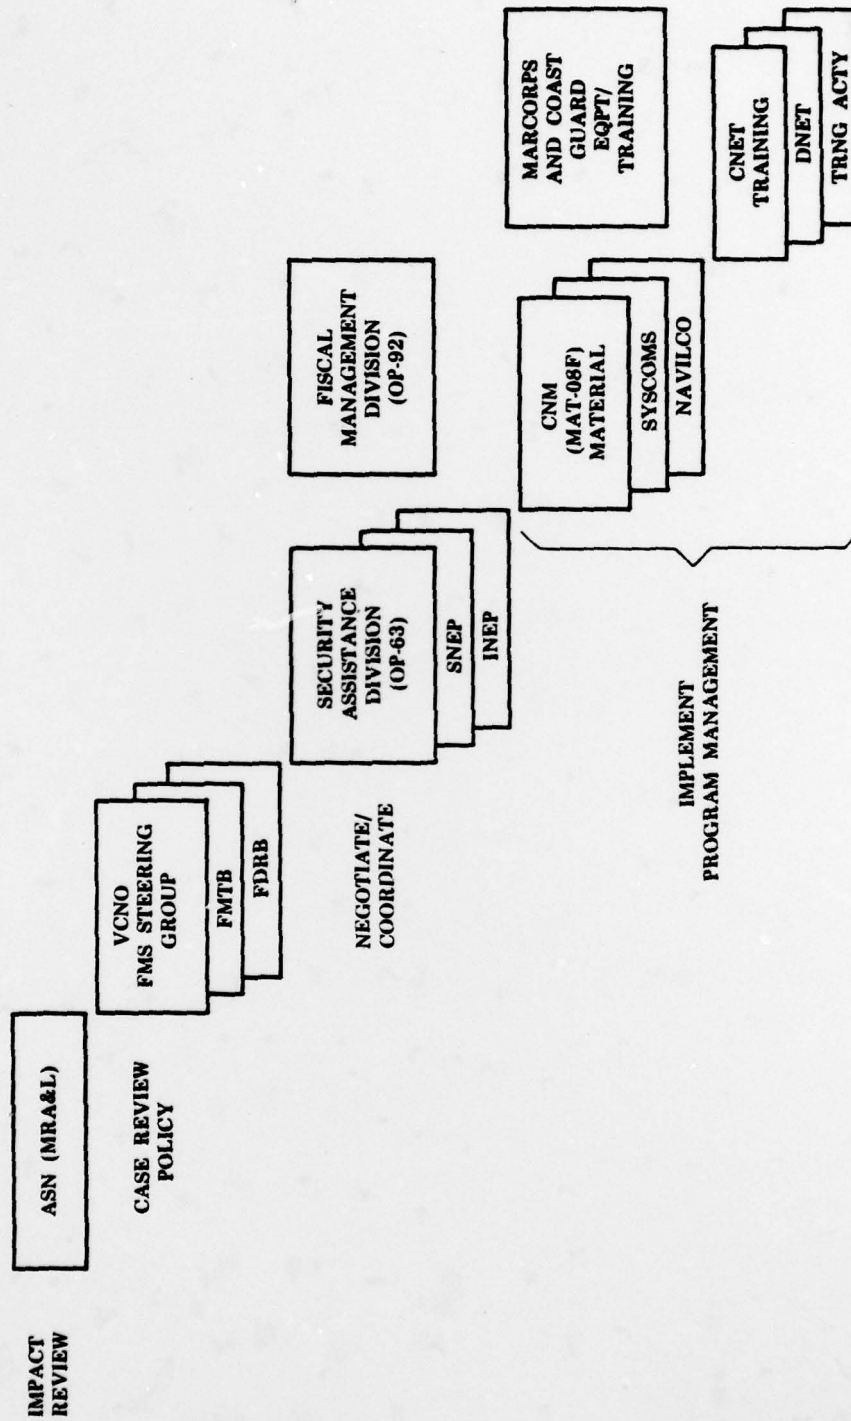 IMPACT
REVIEW
ASN (MRA&L)
CASE REVIEW
POLICY
VCNO
FMS STEERING
GROUP
FMTB
FDRB
NEGOTIATE/
COORDINATE
SECURITY
ASSISTANCE
DIVISION
(OP-63)
SNEP
INEP
FISCAL
MANAGEMENT
DIVISION
(OP-92)
IMPLEMENT
PROGRAM MANAGEMENT
CNM
(MAT-08F)
MATERIAL
SYSCOMS
NAVILCO
MARCORPS
AND COAST
GUARD
EQPT/
TRAINING
CNET
TRAINING
DNET
TRNG ACTY